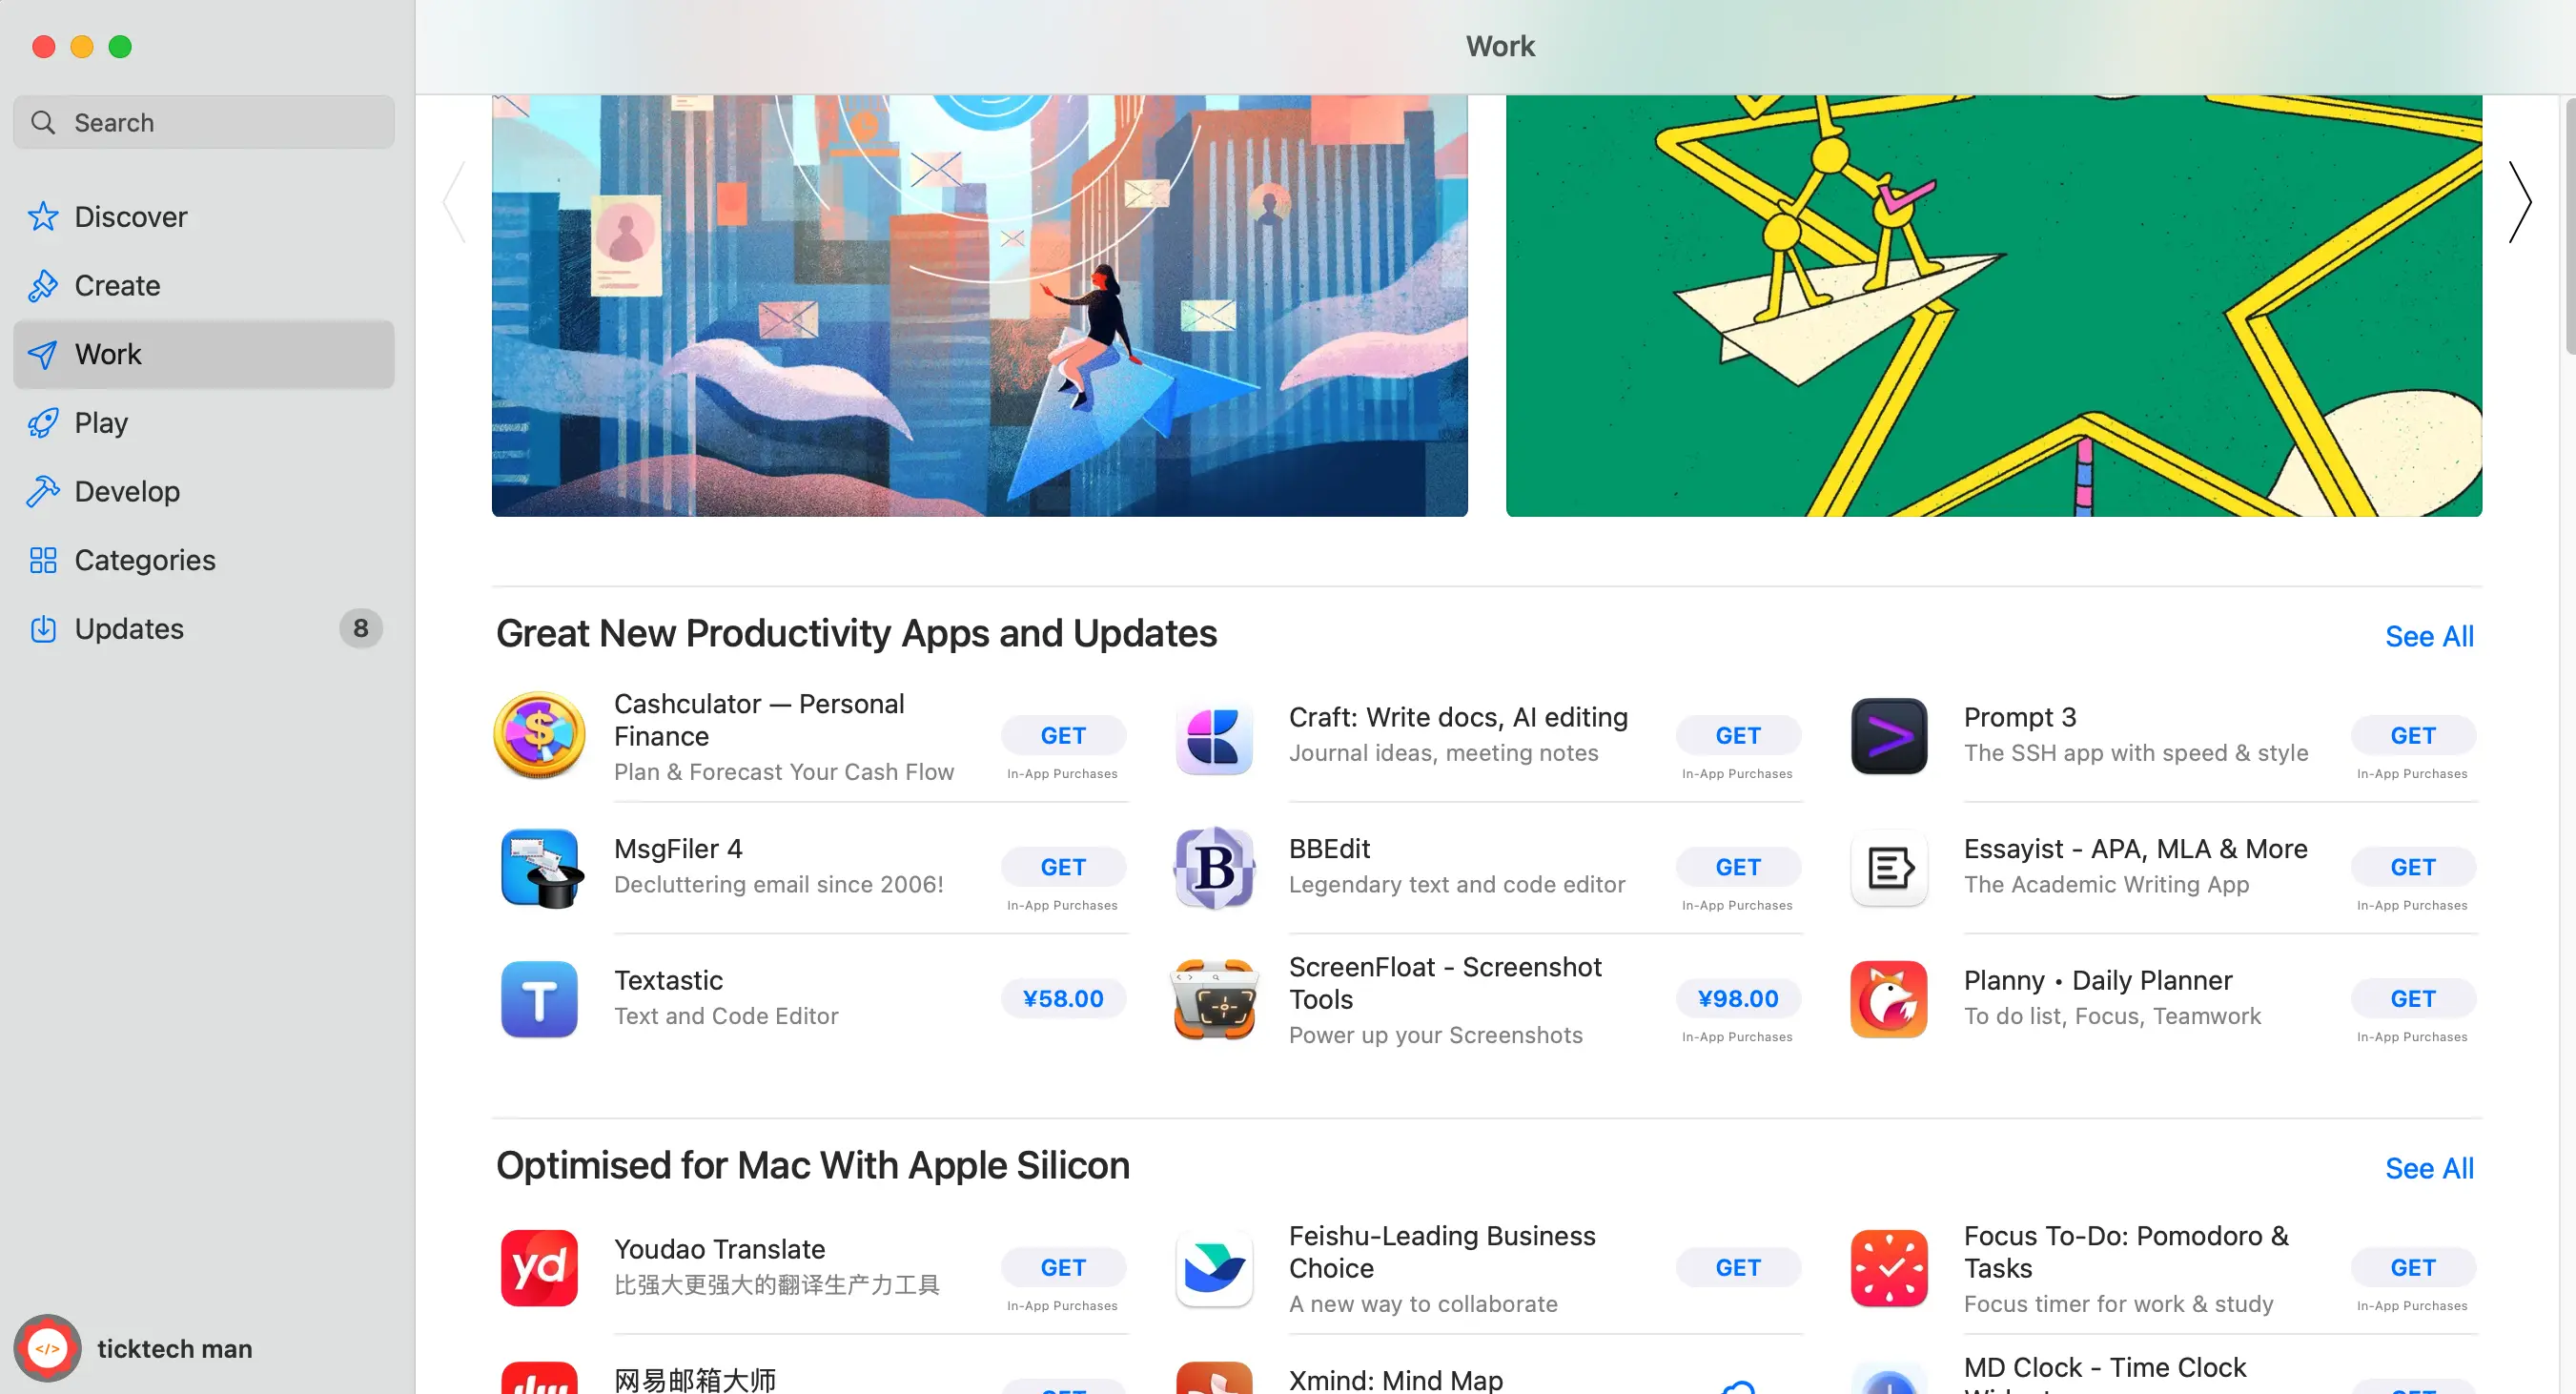 Work
Search
Discover
Create
Work
Play
Develop
Categories
Updates
8
ticktech man
Great New Productivity Apps and Updates
See All
Cashculator — Personal
Finance
Plan & Forecast Your Cash Flow
GET
In-App Purchases
Craft: Write docs, AI editing
Journal ideas, meeting notes
GET
In-App Purchases
Prompt 3
The SSH app with speed & style
GET
In-App Purchases
MsgFiler 4
Decluttering email since 2006!
GET
In-App Purchases
B
BBEdit
Legendary text and code editor
GET
In-App Purchases
Essayist - APA, MLA & More
The Academic Writing App
GET
In-App Purchases
T
Textastic
Text and Code Editor
¥58.00
ScreenFloat - Screenshot
Tools
Power up your Screenshots
¥98.00
In-App Purchases
Planny • Daily Planner
To do list, Focus, Teamwork
GET
In-App Purchases
Optimised for Mac With Apple Silicon
See All
yd
Youdao Translate
比强大更强大的翻译生产力工具
GET
In-App Purchases
Feishu-Leading Business
Choice
A new way to collaborate
GET
Focus To-Do: Pomodoro &
Tasks
Focus timer for work & study
GET
In-App Purchases
网易邮箱大师
Xmind: Mind Map
MD Clock - Time Clock